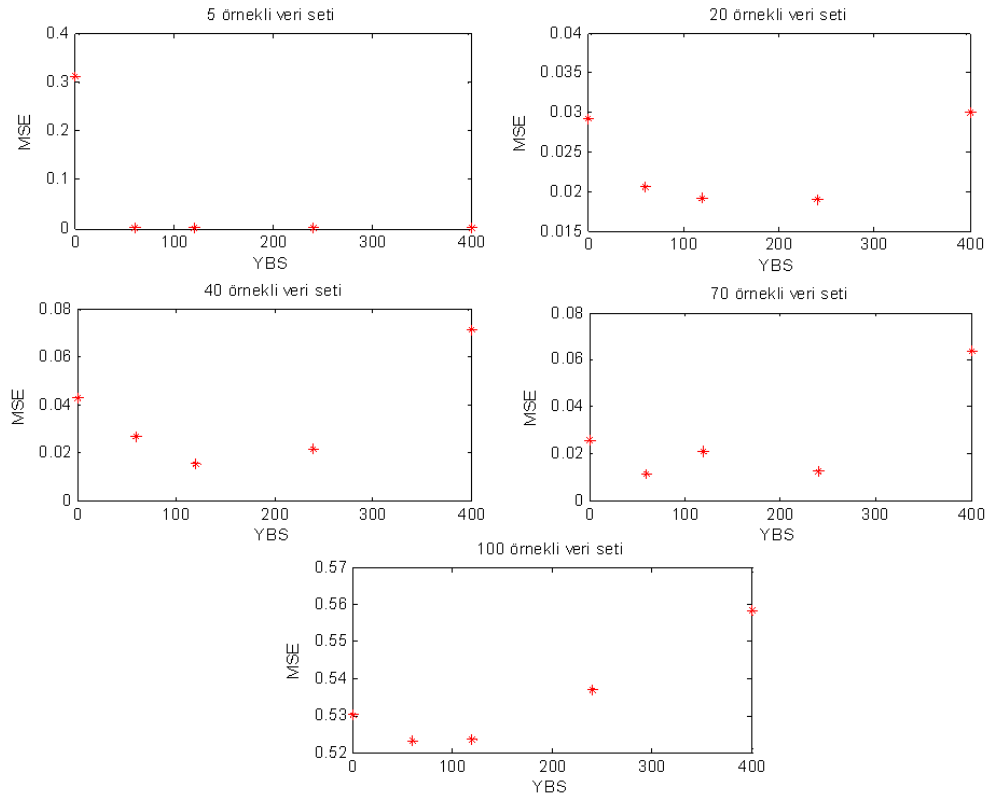 5 örnekli veri seti
0.4
0.3
0.2
0.1
0
MSE
0 100 200 300 400
YBS
20 örnekli veri seti
0.04
0.035
0.03
0.025
0.02
0.015
MSE
0 100 200 300 400
YBS
40 örnekli veri seti
0.08
0.06
0.04
0.02
0
MSE
0 100 200 300 400
YBS
70 örnekli veri seti
0.08
0.06
0.04
0.02
0
MSE
0 100 200 300 400
YBS
100 örnekli veri seti
0.57
0.56
0.55
0.54
0.53
0.52
MSE
0 100 200 300 400
YBS